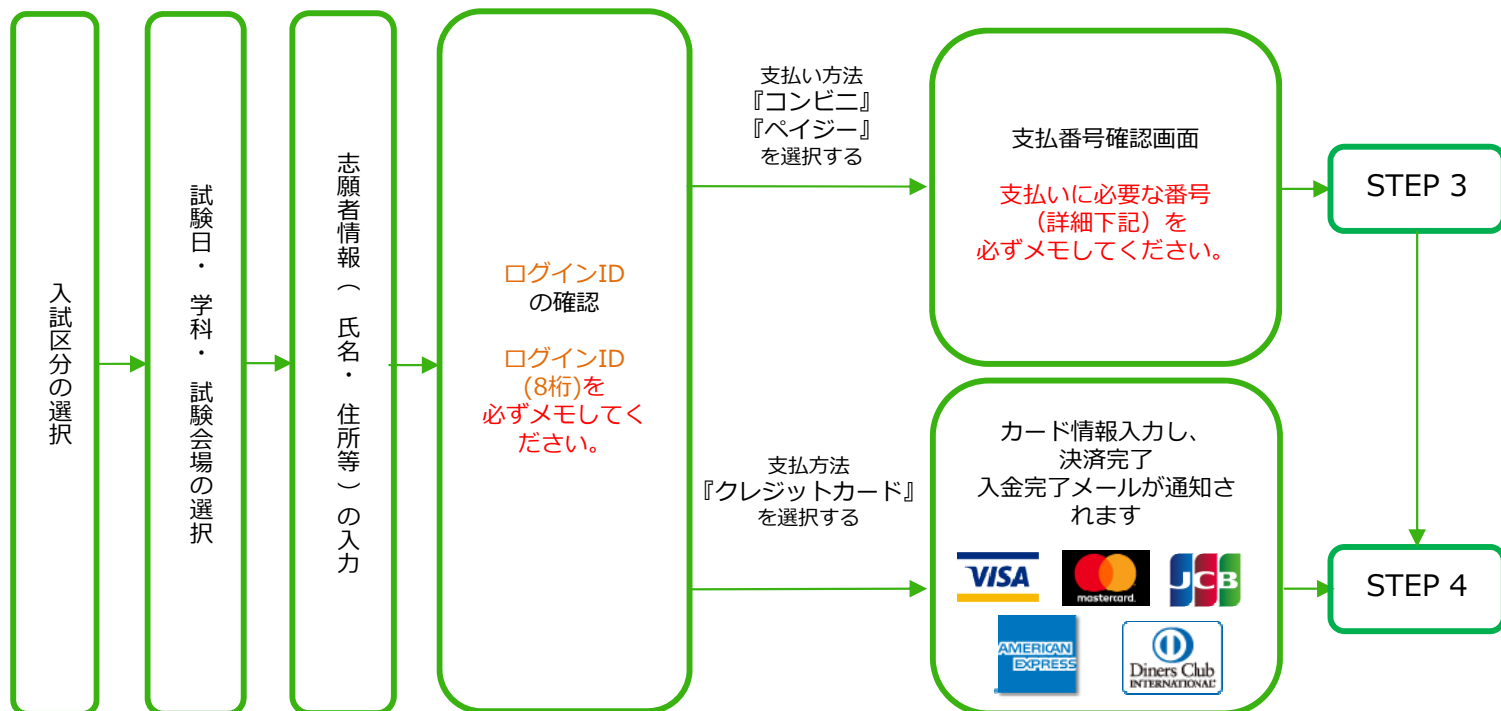 入試区分の選択
試験日・学科・試験会場の選択
志願者情報（氏名・住所等）の入力
ログインID
の確認
ログインID
(8桁)を
必ずメモしてく
ださい。
支払い方法
『コンビニ』
『ペイジー』
を選択する
支払番号確認画面
支払いに必要な番号
（詳細下記）を
必ずメモしてください。
STEP 3
支払方法
『クレジットカード』
を選択する
カード情報入力し、
決済完了
入金完了メールが通知さ
れます
VISA
mastercard.
JCB
AMERICAN
EXPRESS
Diners Club
INTERNATIONAL
STEP 4